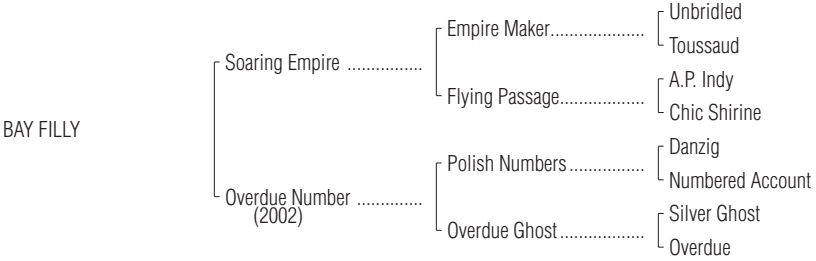 Unbridled
Empire Maker....................
Toussaud
Soaring Empire ................
A.P. Indy
Flying Passage..................
Chic Shirine
BAY FILLY
Danzig
Polish Numbers................
Numbered Account
Overdue Number ..............
(2002)
Silver Ghost
Overdue Ghost..................
Overdue